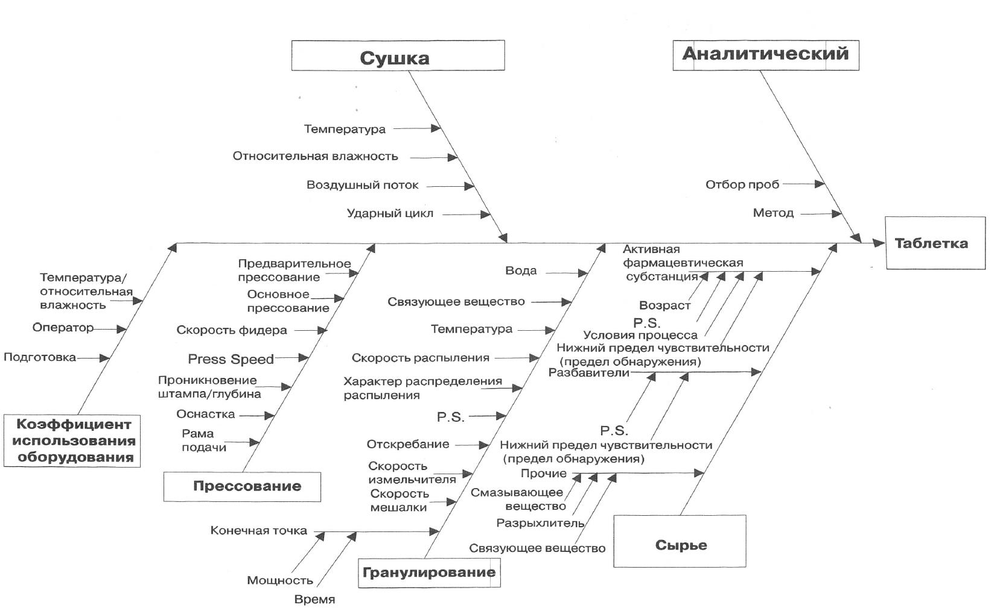 Сушка
Аналитический
Температура
Относительная влажность
Воздушный поток
Ударный цикл
Отбор проб
Метод
Таблетка
Температура/
относительная
влажность
Оператор
Подготовка
Коэффициент
использования
оборудования
Предварительное
прессование
Основное
прессование
Скорость фидера
Press Speed
Проникновение
штампа/глубина
Оснастка
Рама
подачи
Прессование
Вода
Связующее вещество
Температура
Скорость распыления
Характер распределения
распыления
P.S.
Отскребание
Скорость
измельчителя
Скорость
мешалки
Конечная точка
Мощность
Время
Гранулирование
Активная
фармацевтическая
субстанция
Возраст
P.S.
Условия процесса
Нижний предел чувствительности
(предел обнаружения)
Разбавители
P.S.
Нижний предел чувствительности
(предел обнаружения)
Прочие
Смазывающее
вещество
Разрыхлитель
Связующее вещество
Сырье